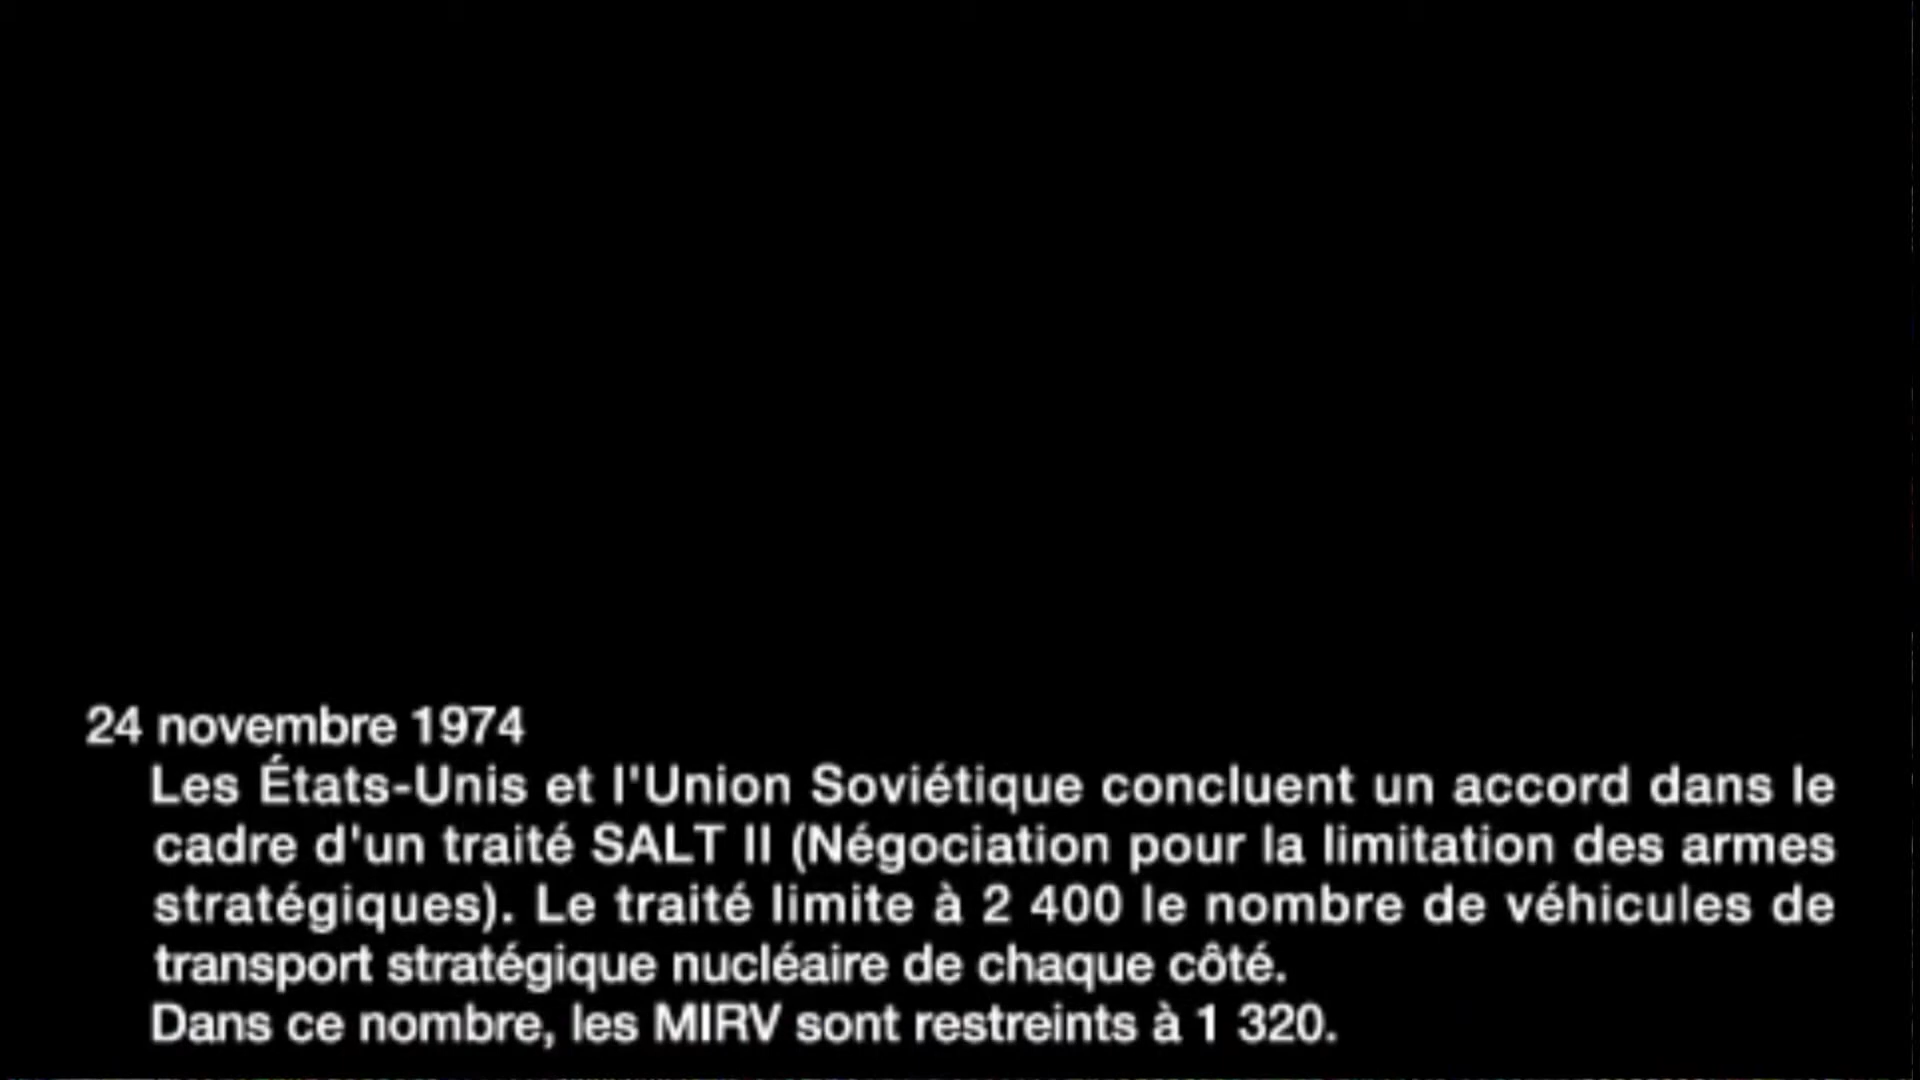 24 novembre 1974
Les États-Unis et l'Union Soviétique concluent un accord dans le
cadre d'un traité SALT II (Négociation pour la limitation des armes
stratégiques). Le traité limite à 2 400 le nombre de véhicules de
transport stratégique nucléaire de chaque côté.
Dans ce nombre, les MIRV sont restreints à 1 320.